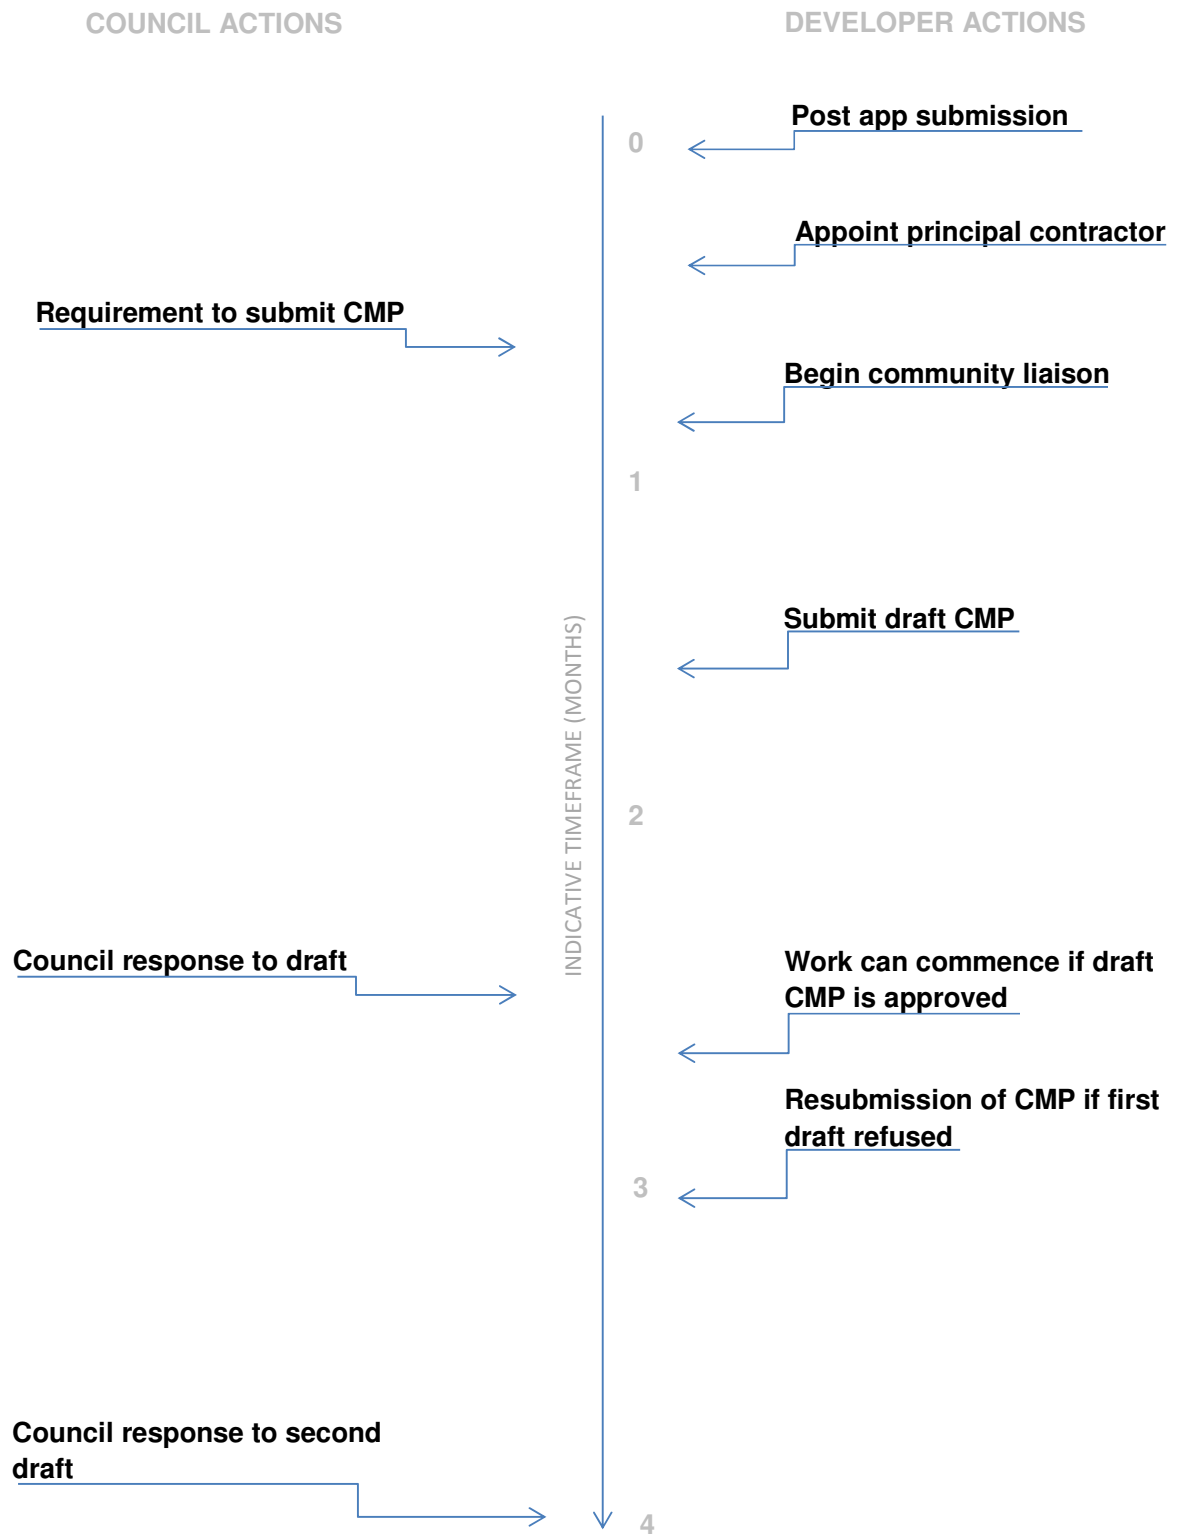 COUNCIL ACTIONS
DEVELOPER ACTIONS
Post app submission
0
Appoint principal contractor
Requirement to submit CMP
Begin community liaison
1
Submit draft CMP
INDICATIVE TIMEFRAME (MONTHS)
2
Council response to draft
Work can commence if draft
CMP is approved
Resubmission of CMP if first
draft refused
3
Council response to second
draft
4